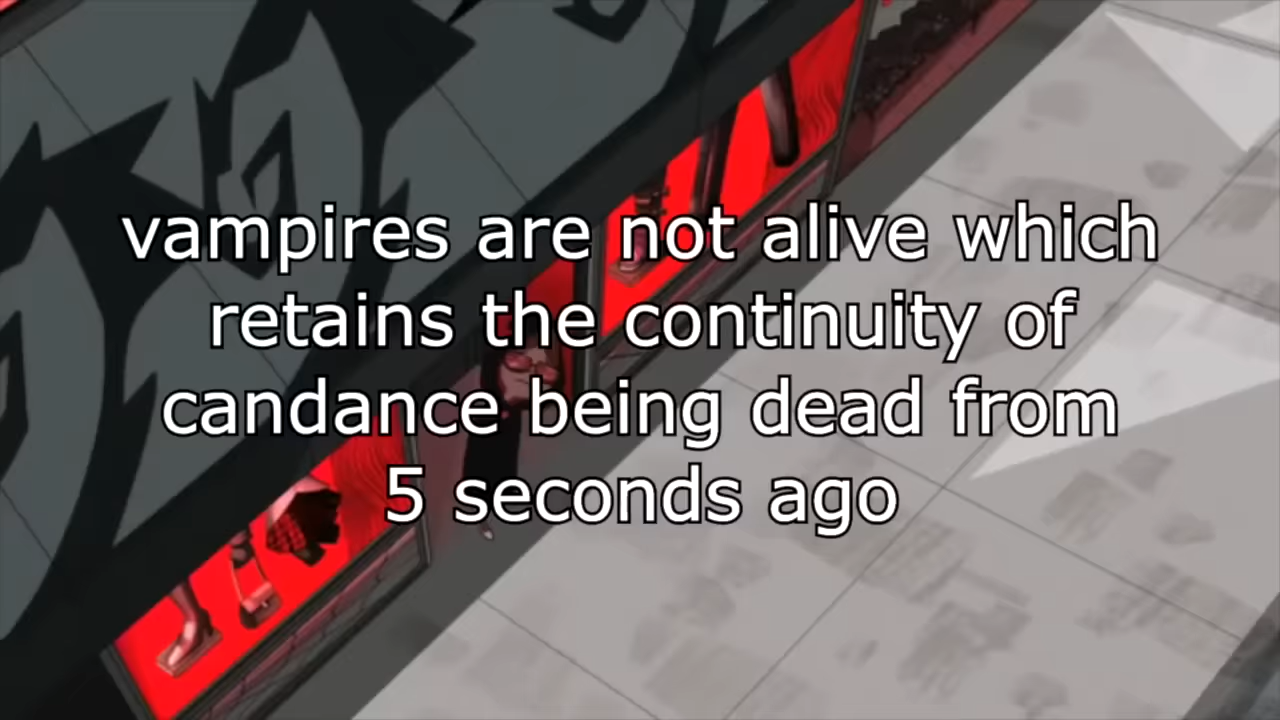 vampires are not alive which
retains the continuity of
candance being dead from
5 seconds ago